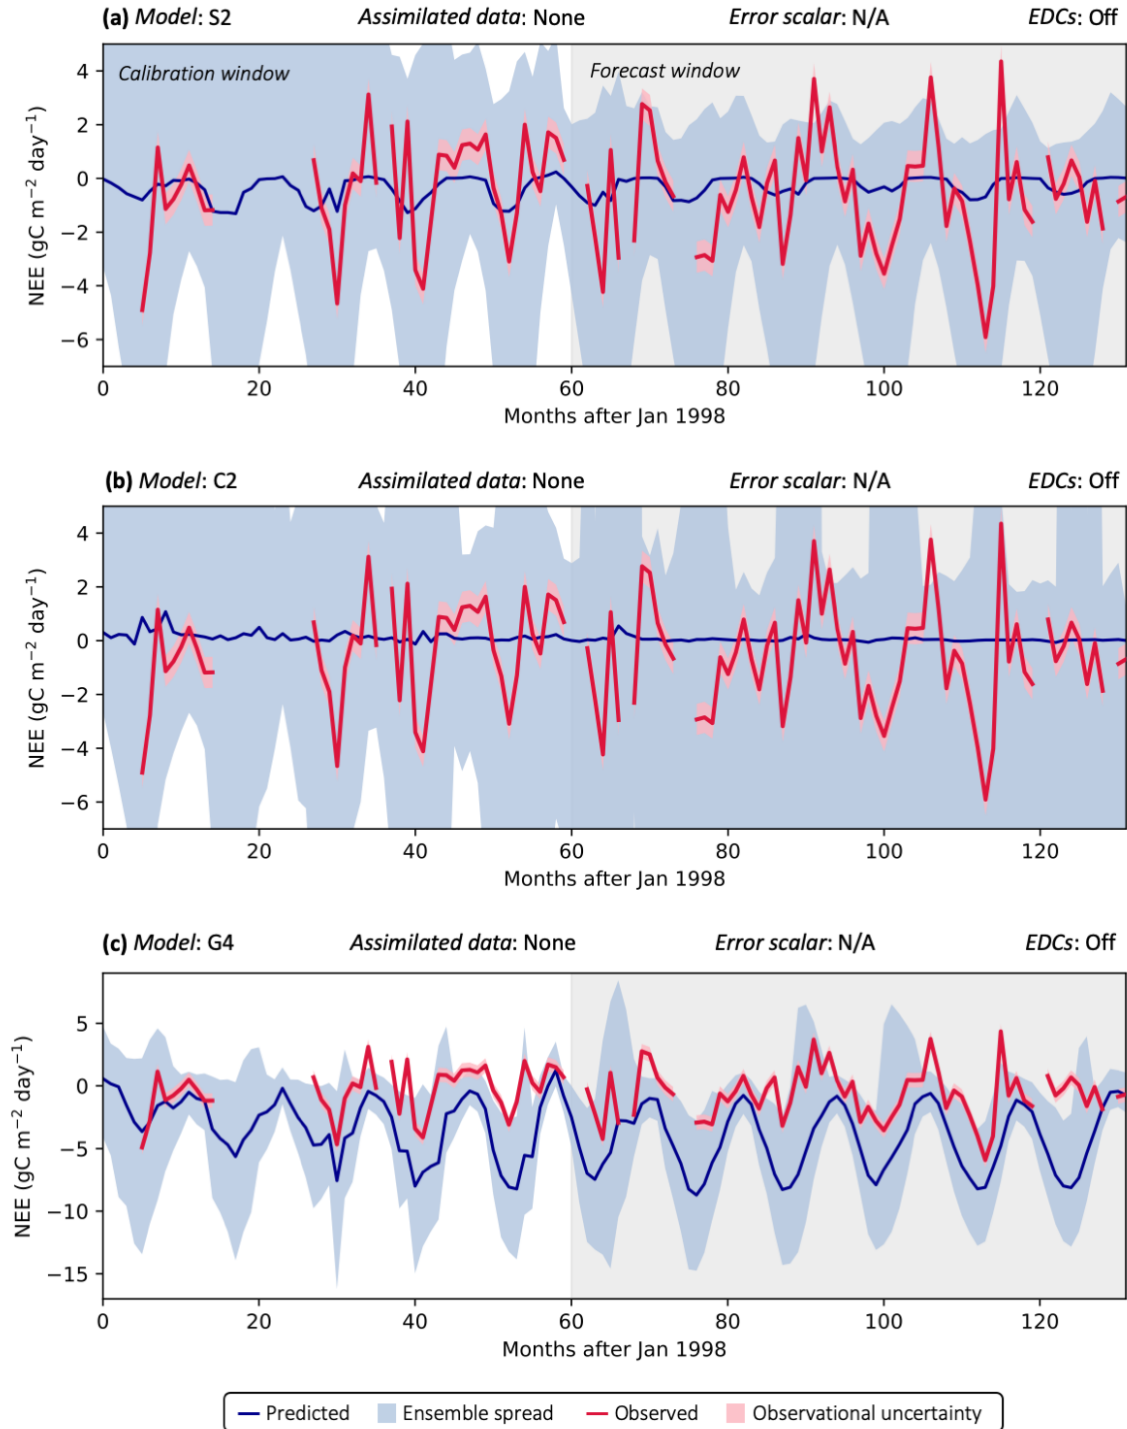 (a) Model: S2 Assimilated data: None Error scalar: N/A EDCs: Off
Calibration window Forecast window
4
2
0
−2
−4
−6
NEE (gC m⁻² day⁻¹)
0 20 40 60 80 100 120
Months after Jan 1998
(b) Model: C2 Assimilated data: None Error scalar: N/A EDCs: Off
4
2
0
−2
−4
−6
NEE (gC m⁻² day⁻¹)
0 20 40 60 80 100 120
Months after Jan 1998
(c) Model: G4 Assimilated data: None Error scalar: N/A EDCs: Off
5
0
−5
−10
−15
NEE (gC m⁻² day⁻¹)
0 20 40 60 80 100 120
Months after Jan 1998
Predicted Ensemble spread Observed Observational uncertainty